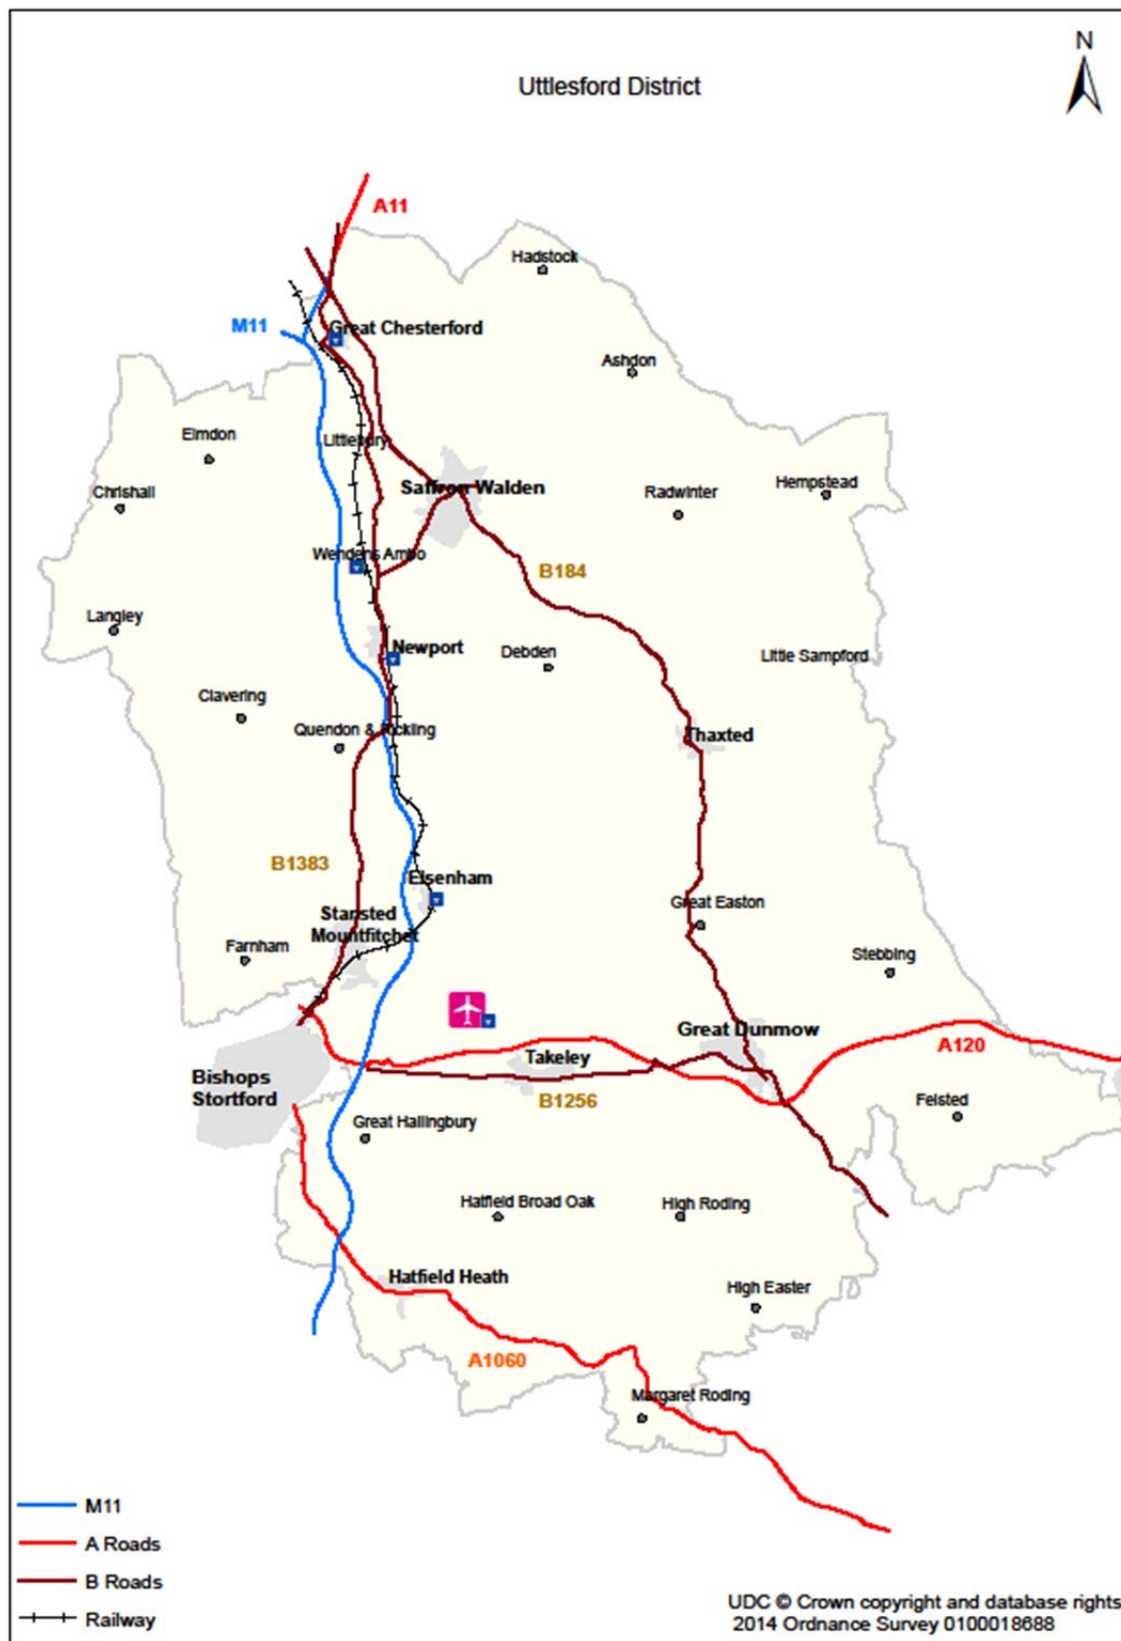 N
Uttlesford District
A11
Hadstock
M11
Great Chesterford
Ashdon
Elmdon
Littlebury
Chrishall
Saffron Walden
Radwinter
Hempstead
Wendens Ambo
B184
Langley
Newport
Debden
Little Sampford
Clavering
Quendon & Rickling
Thaxted
B1383
Elsenham
Great Easton
Stansted
Mountfitchet
Farnham
Stebbing
Great Dunmow
A120
Takeley
Bishops
Stortford
B1256
Felsted
Great Hallingbury
Hatfield Broad Oak
High Roding
Hatfield Heath
High Easter
A1060
Margaret Roding
M11
A Roads
B Roads
Railway
UDC © Crown copyright and database rights
2014 Ordnance Survey 0100018688